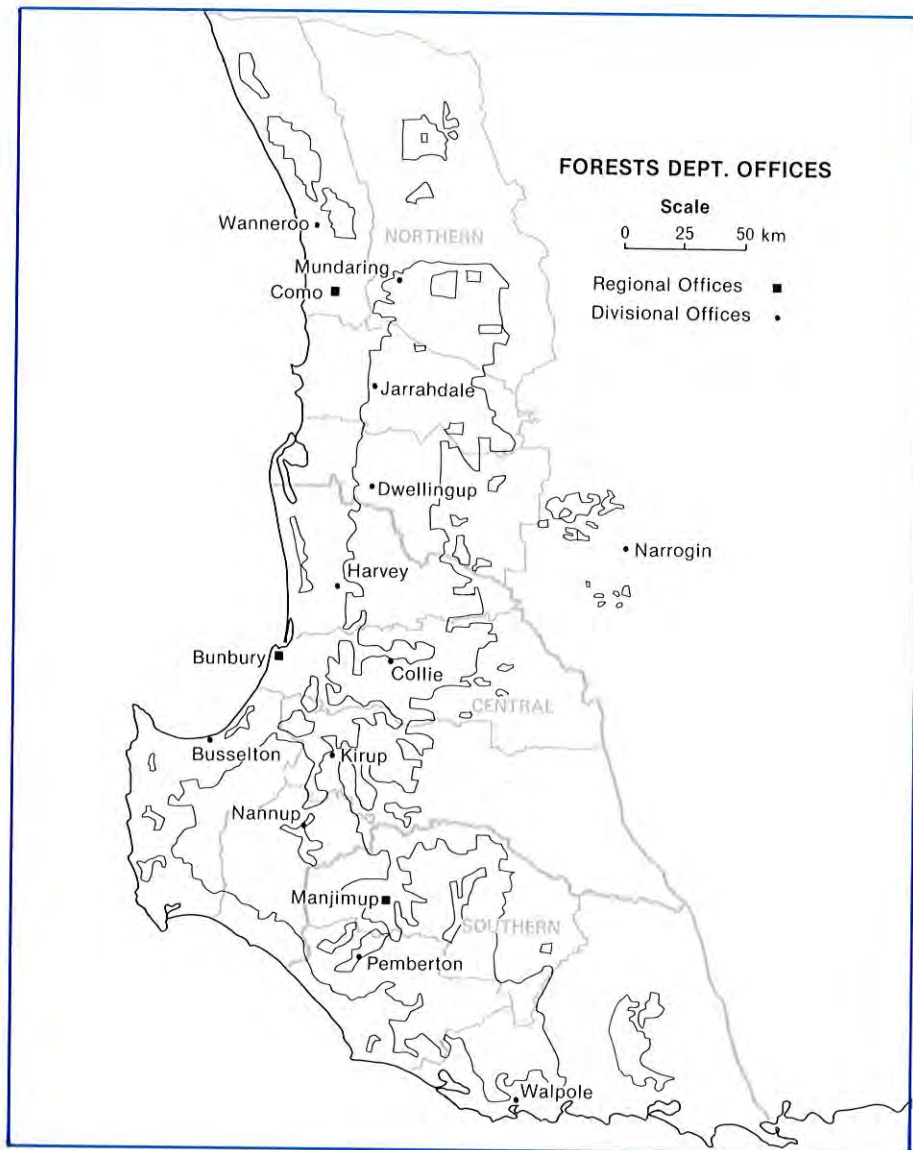 FORESTS DEPT. OFFICES
Scale
0 25 50 km
Regional Offices
Divisional Offices
Wanneroo
NORTHERN
Mundaring
Como
Jarrahdale
Dwellingup
Narrogin
Harvey
Bunbury
Collie
CENTRAL
Busselton
Kirup
Nannup
Manjimup
SOUTHERN
Pemberton
Walpole